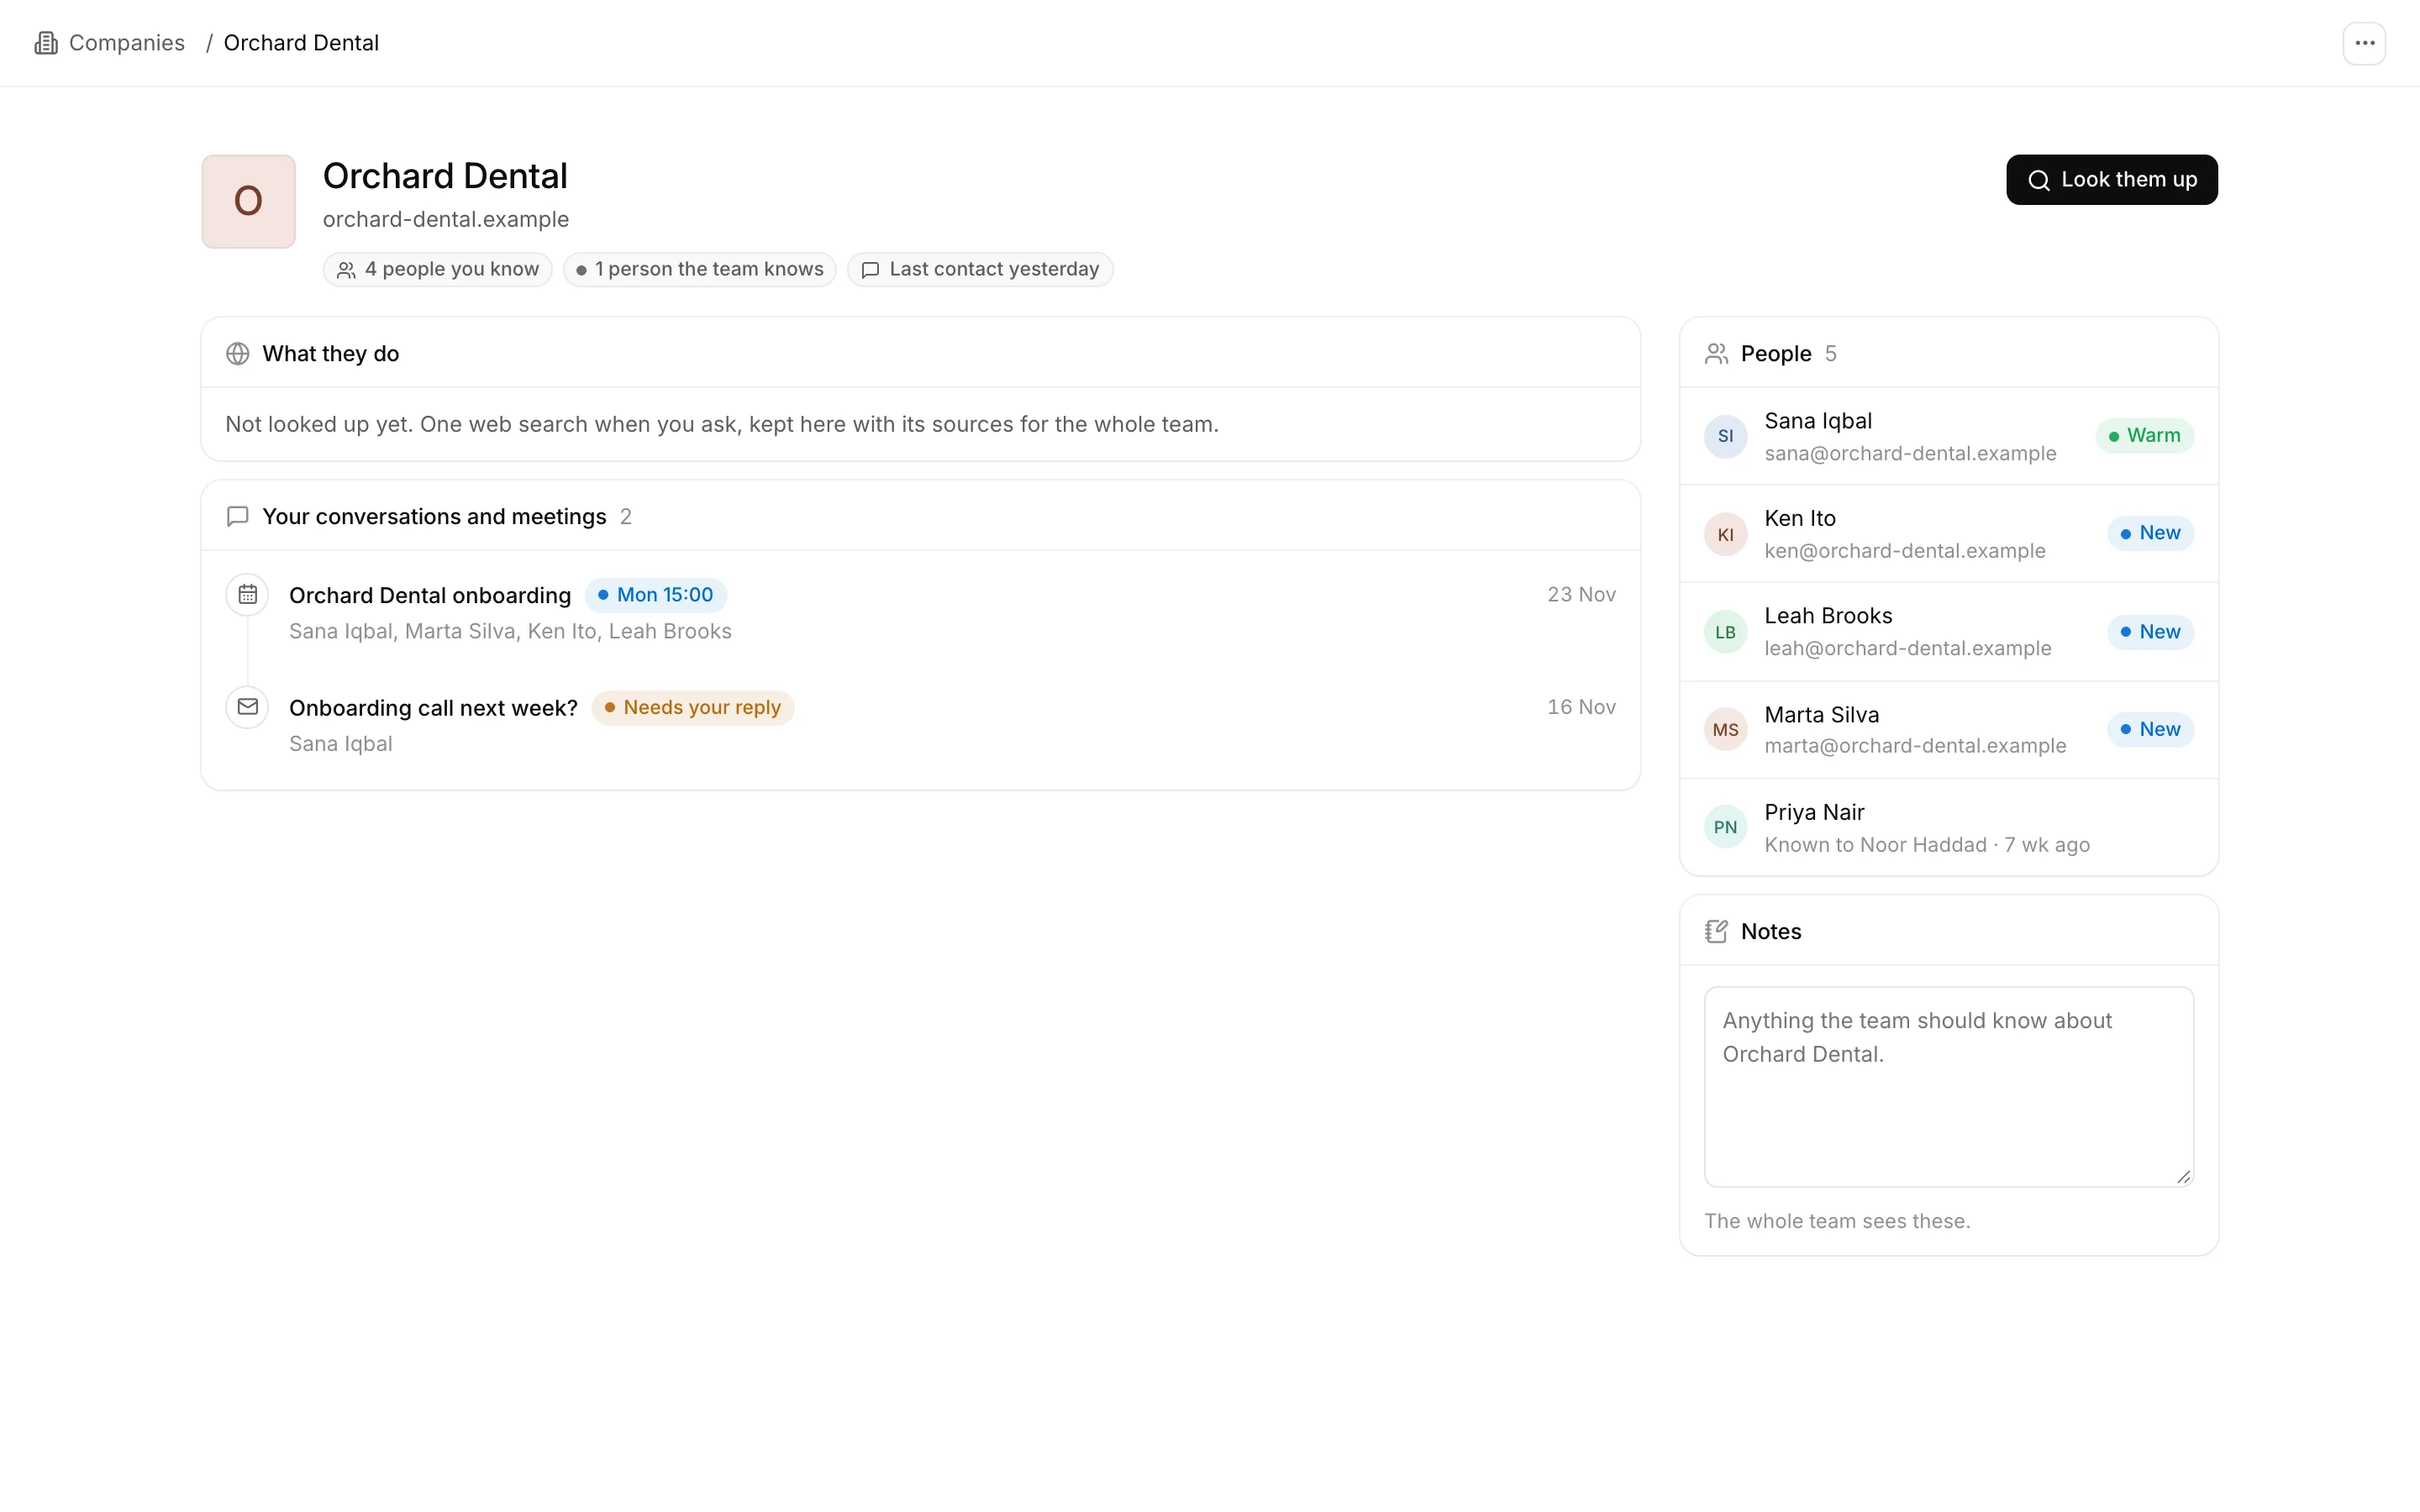 Companies / Orchard Dental
O
Orchard Dental
orchard-dental.example
4 people you know
1 person the team knows
Last contact yesterday
Look them up
What they do
Not looked up yet. One web search when you ask, kept here with its sources for the whole team.
Your conversations and meetings 2
Orchard Dental onboarding Mon 15:00 23 Nov
Sana Iqbal, Marta Silva, Ken Ito, Leah Brooks
Onboarding call next week? Needs your reply 16 Nov
Sana Iqbal
People 5
SI Sana Iqbal Warm
sana@orchard-dental.example
KI Ken Ito New
ken@orchard-dental.example
LB Leah Brooks New
leah@orchard-dental.example
MS Marta Silva New
marta@orchard-dental.example
PN Priya Nair
Known to Noor Haddad · 7 wk ago
Notes
Anything the team should know about
Orchard Dental.
The whole team sees these.